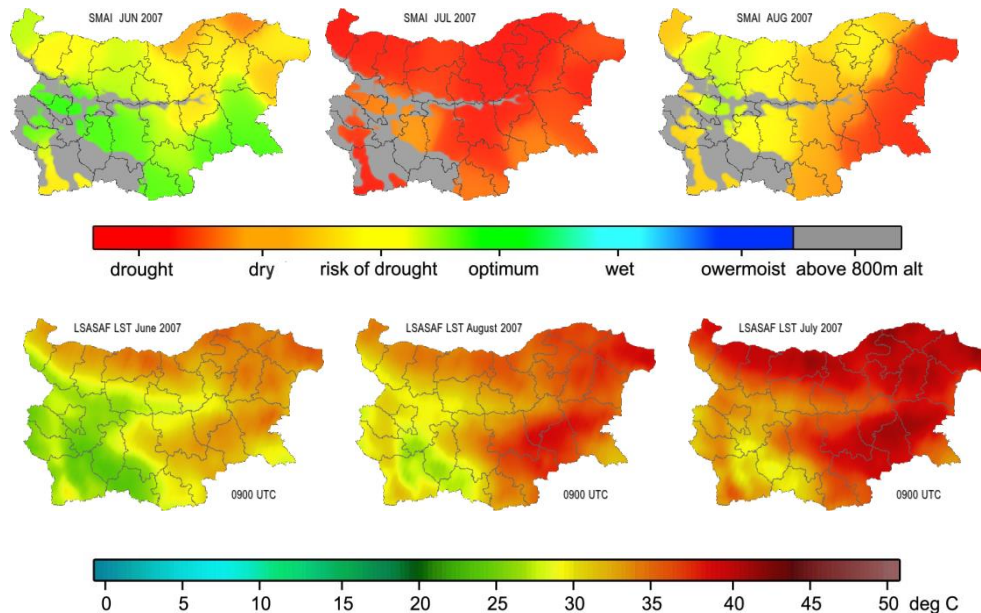 SMAI JUN 2007
SMAI JUL 2007
SMAI AUG 2007
drought dry risk of drought optimum wet owermoist above 800m alt
LSASAF LST June 2007
LSASAF LST August 2007
LSASAF LST July 2007
0900 UTC
0900 UTC
0900 UTC
0 5 10 15 20 25 30 35 40 45 50 deg C